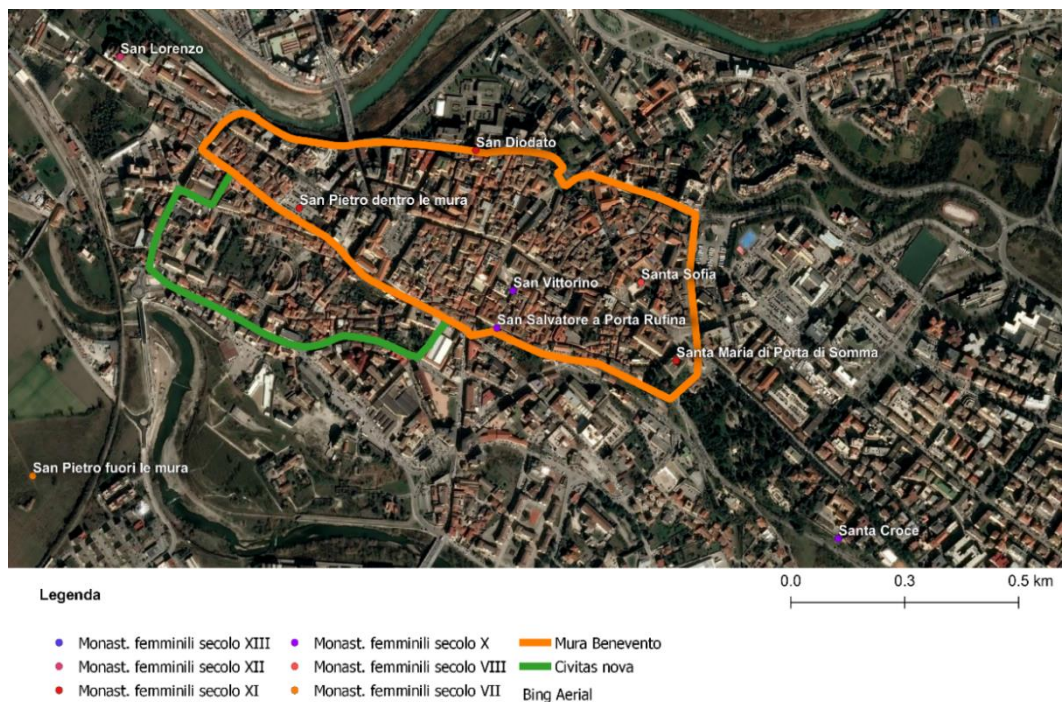 San Lorenzo
San Diodato
San Pietro dentro le mura
Santa Sofia
San Vittorino
San Salvatore a Porta Rufina
Santa Maria di Porta di Somma
San Pietro fuori le mura
Santa Croce
0.0 0.3 0.5 km
Legenda
Monast. femminili secolo XIII
Monast. femminili secolo XII
Monast. femminili secolo XI
Monast. femminili secolo X
Monast. femminili secolo VIII
Monast. femminili secolo VII
Mura Benevento
Civitas nova
Bing Aerial